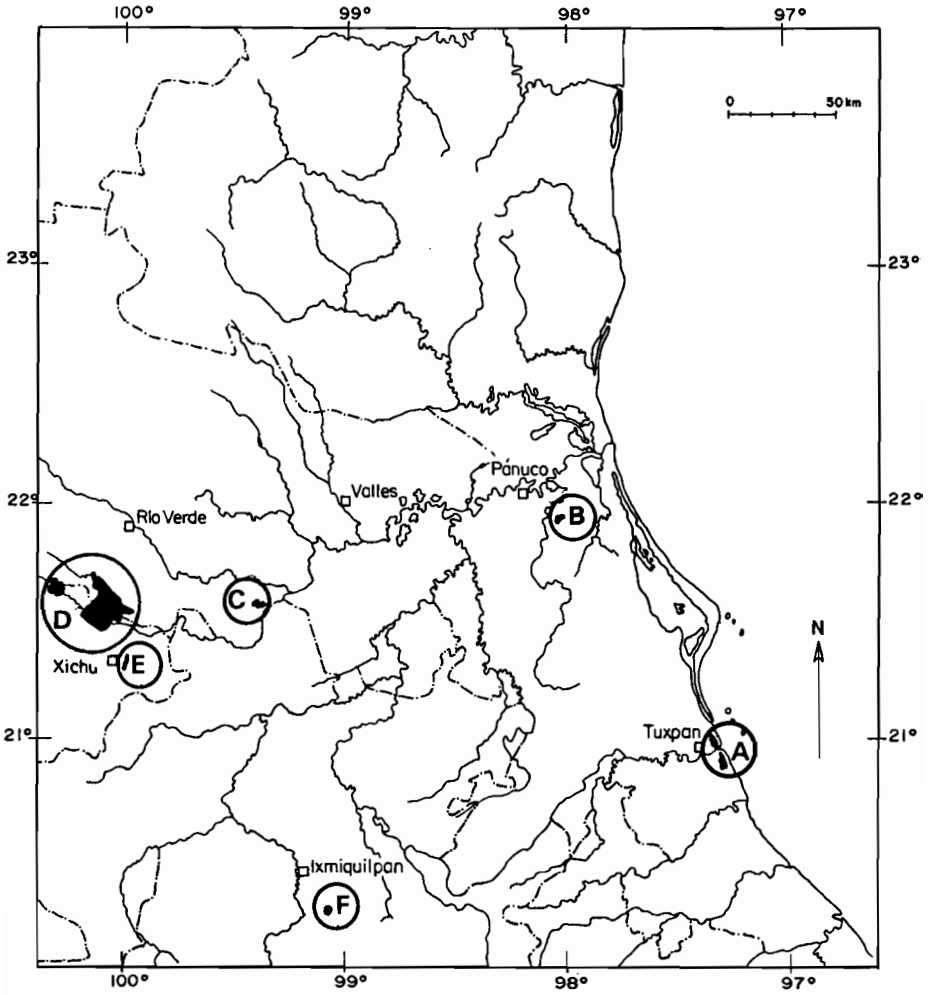 100° 99° 98° 97°
0 50 km
23° 23°
Pánuco
Valles
22° 22°
Río Verde
B
C
D
N
Xichu E
21° Tuxpan 21°
A
Ixmiquilpan
F
100° 99° 98° 97°